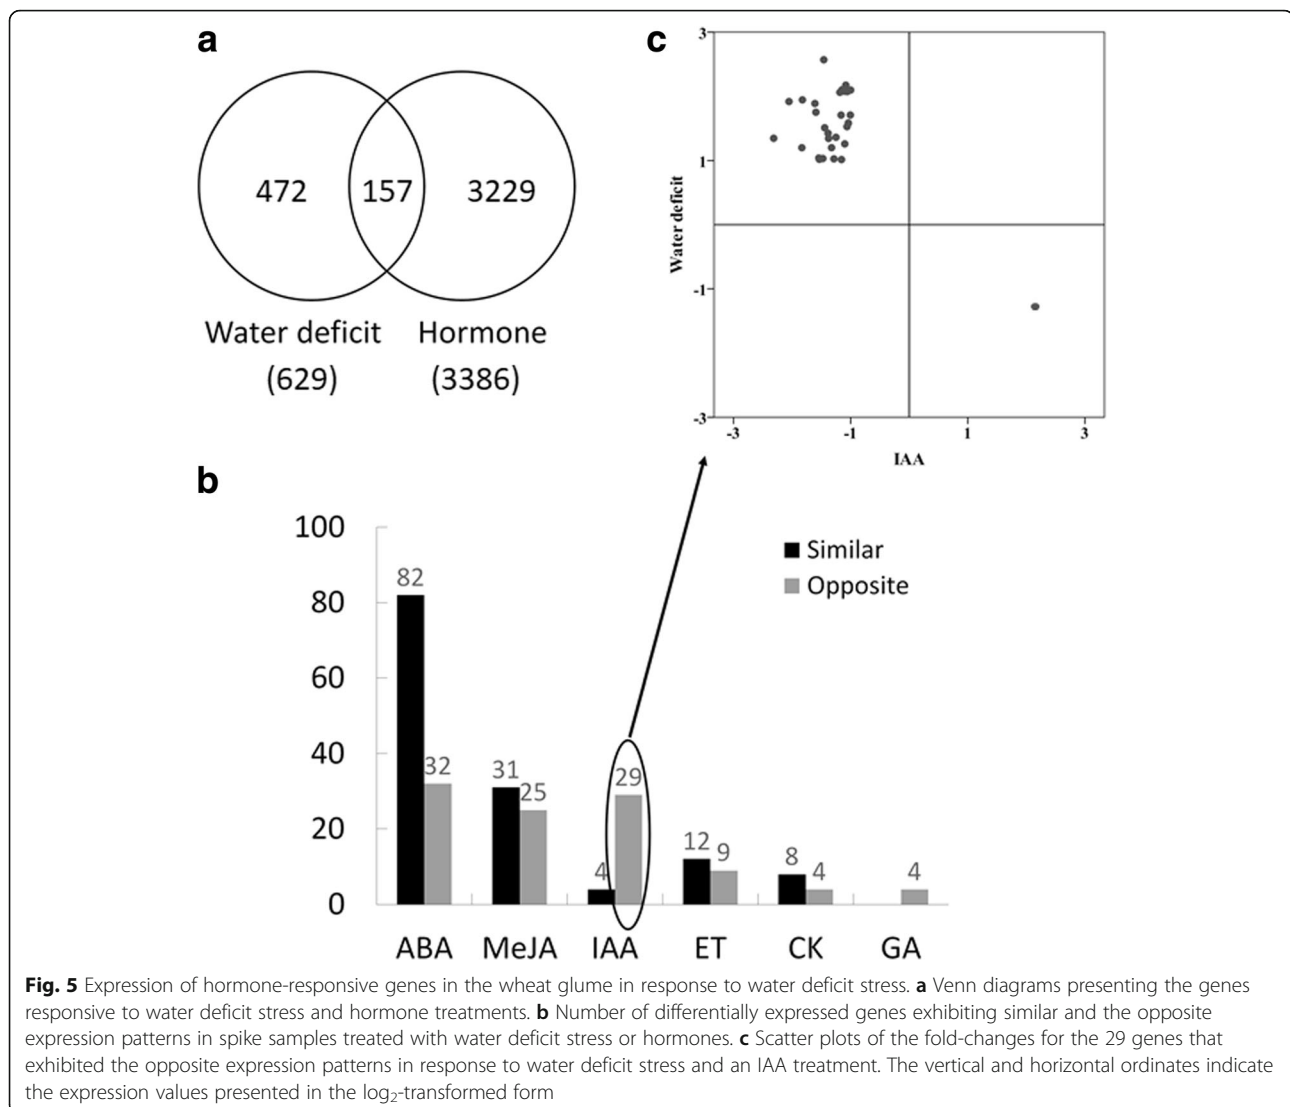 a
472
157
3229
Water deficit
(629)
Hormone
(3386)
c
3
1
-1
-3
Water deficit
-3
-1
1
3
IAA
b
100
80
60
40
20
0
82
32
31
25
4
29
12
9
8
4
4
ABA
MeJA
IAA
ET
CK
GA
Similar
Opposite
Fig. 5 Expression of hormone-responsive genes in the wheat glume in response to water deficit stress. a Venn diagrams presenting the genes
responsive to water deficit stress and hormone treatments. b Number of differentially expressed genes exhibiting similar and the opposite
expression patterns in spike samples treated with water deficit stress or hormones. c Scatter plots of the fold-changes for the 29 genes that
exhibited the opposite expression patterns in response to water deficit stress and an IAA treatment. The vertical and horizontal ordinates indicate
the expression values presented in the log₂-transformed form